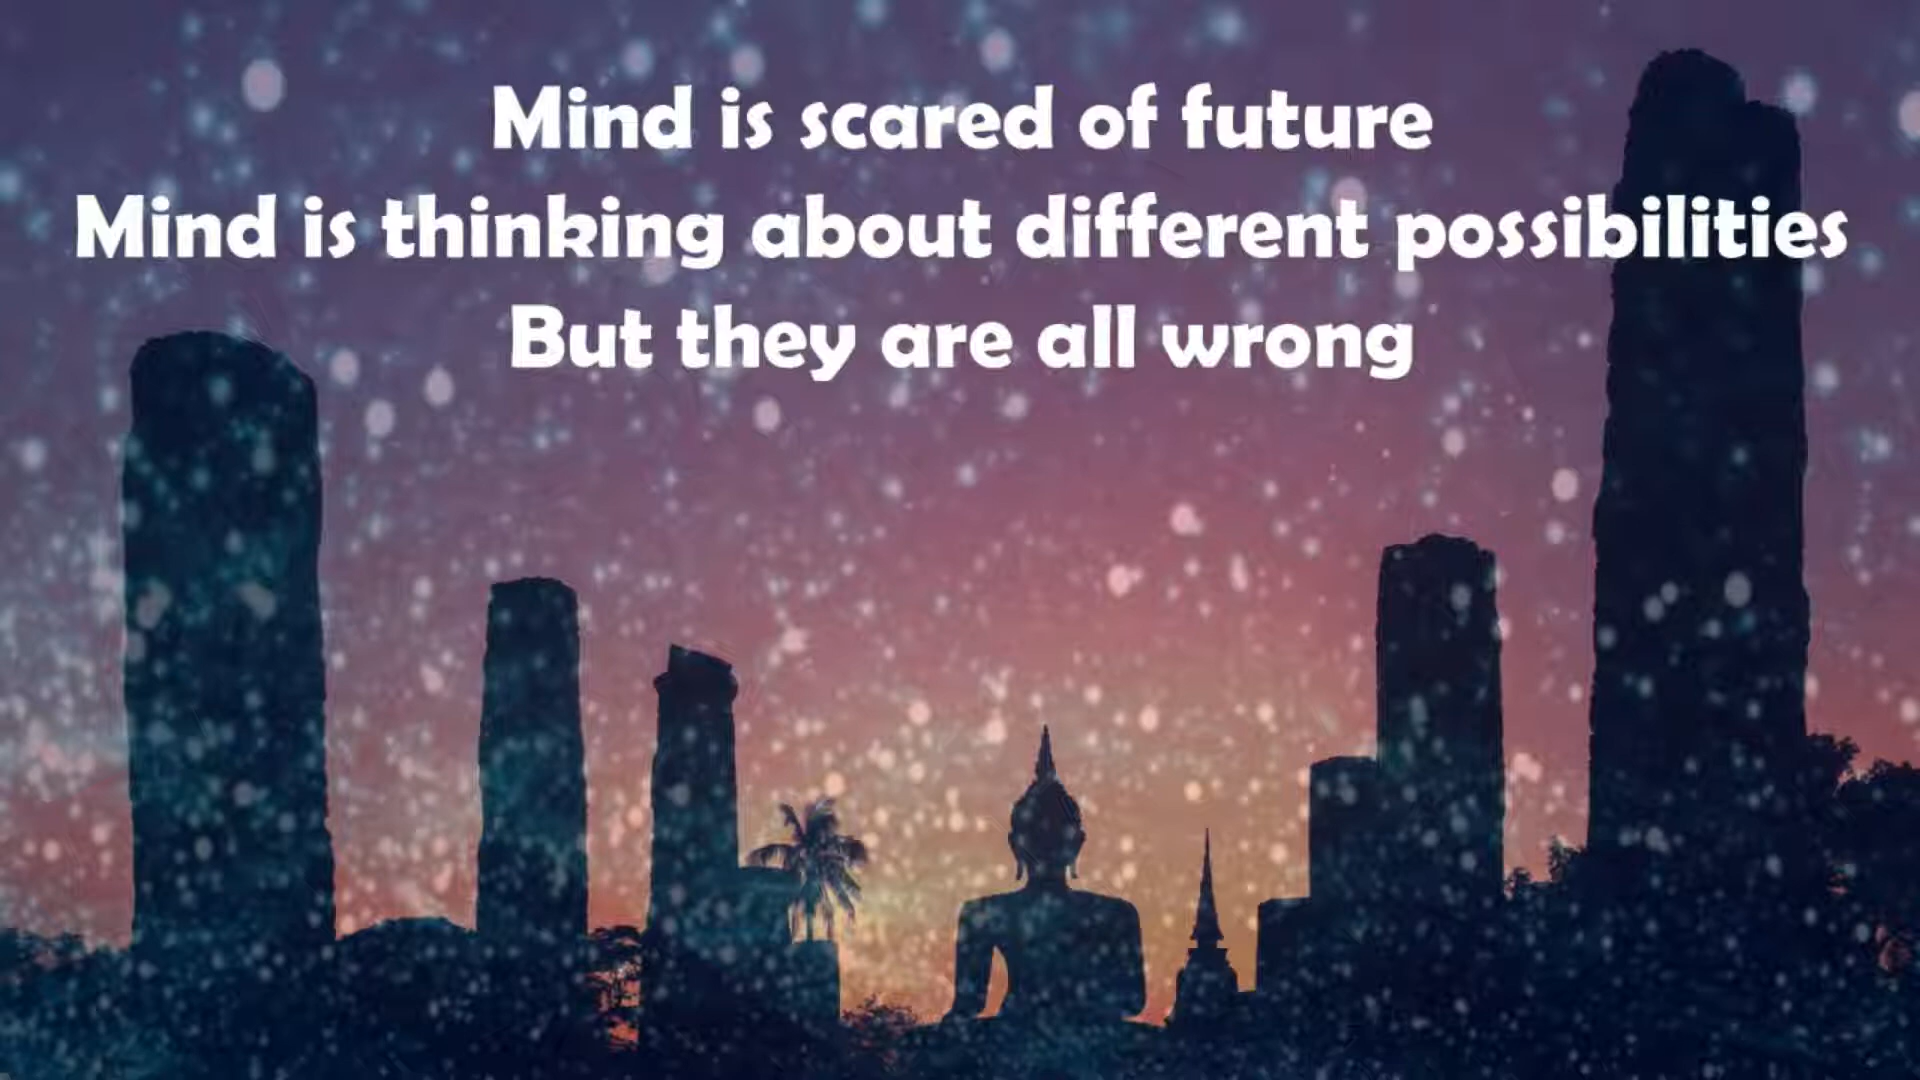 Mind is scared of future
Mind is thinking about different possibilities
But they are all wrong